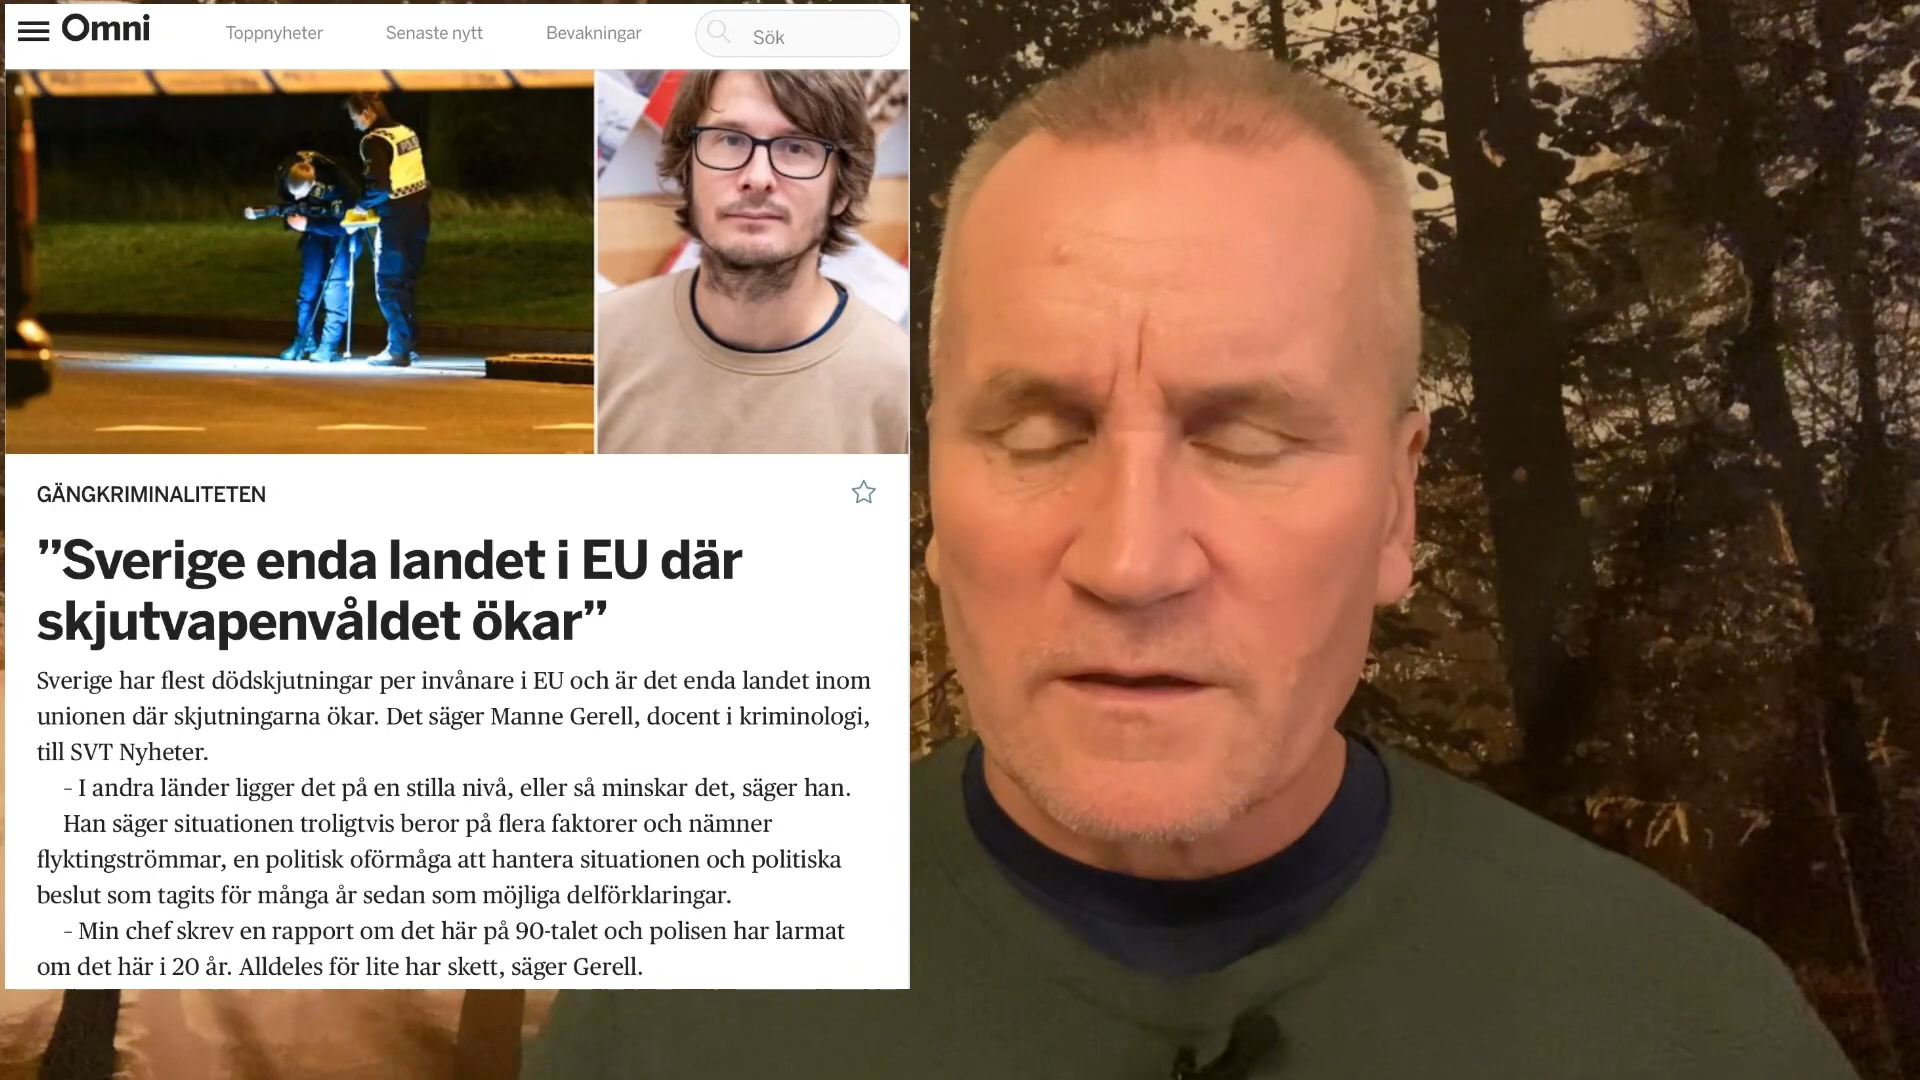 Omni
Toppnyheter
Senaste nytt
Bevakningar
Sök
POLIS
GÄNGKRIMINALITETEN
”Sverige enda landet i EU där
skjutvapenvåldet ökar”
Sverige har flest dödskjutningar per invånare i EU och är det enda landet inom
unionen där skjutningarna ökar. Det säger Manne Gerell, docent i kriminologi,
till SVT Nyheter.
– I andra länder ligger det på en stilla nivå, eller så minskar det, säger han.
Han säger situationen troligtvis beror på flera faktorer och nämner
flyktingströmmar, en politisk oförmåga att hantera situationen och politiska
beslut som tagits för många år sedan som möjliga delförklaringar.
– Min chef skrev en rapport om det här på 90-talet och polisen har larmat
om det här i 20 år. Alldeles för lite har skett, säger Gerell.